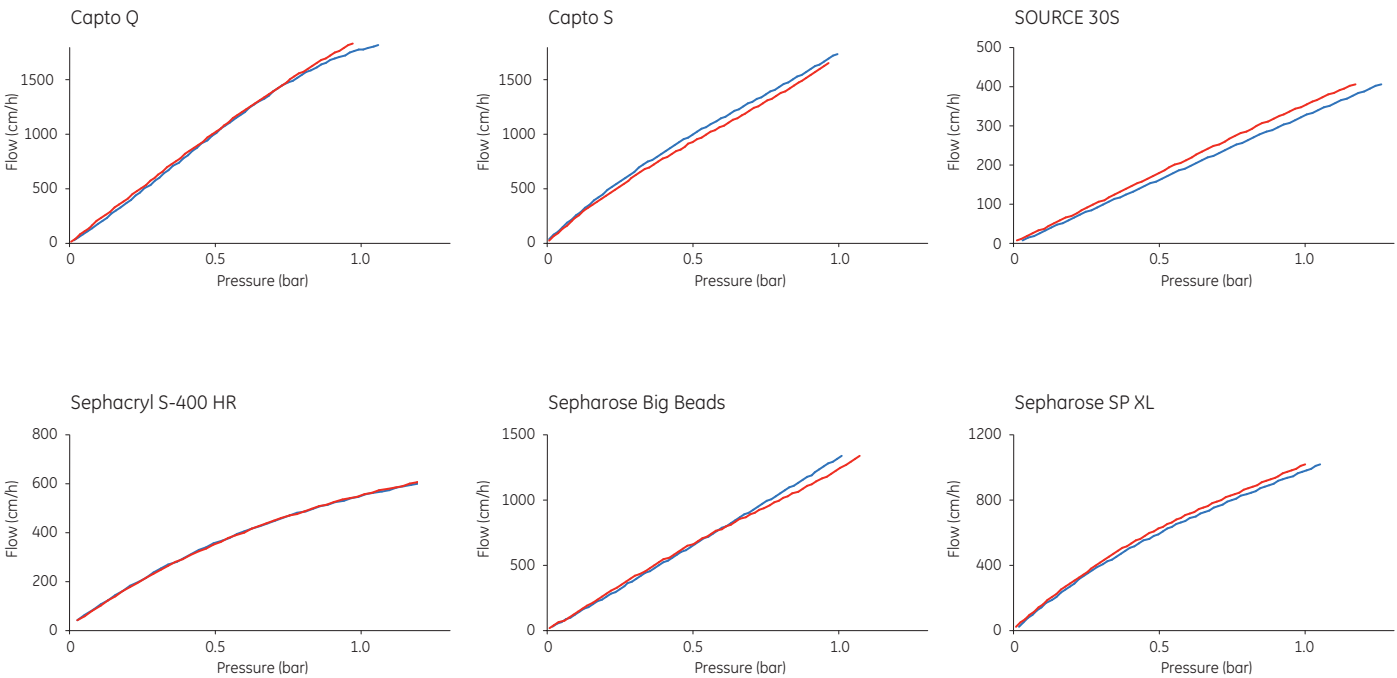 Capto Q
Flow (cm/h)
1500
1000
500
0
0 0.5 1.0
Pressure (bar)
Capto S
Flow (cm/h)
1500
1000
500
0
0 0.5 1.0
Pressure (bar)
SOURCE 30S
Flow (cm/h)
500
400
300
200
100
0
0 0.5 1.0
Pressure (bar)
Sephacryl S-400 HR
Flow (cm/h)
800
600
400
200
0
0 0.5 1.0
Pressure (bar)
Sepharose Big Beads
Flow (cm/h)
1500
1000
500
0
0 0.5 1.0
Pressure (bar)
Sepharose SP XL
Flow (cm/h)
1200
800
400
0
0 0.5 1.0
Pressure (bar)